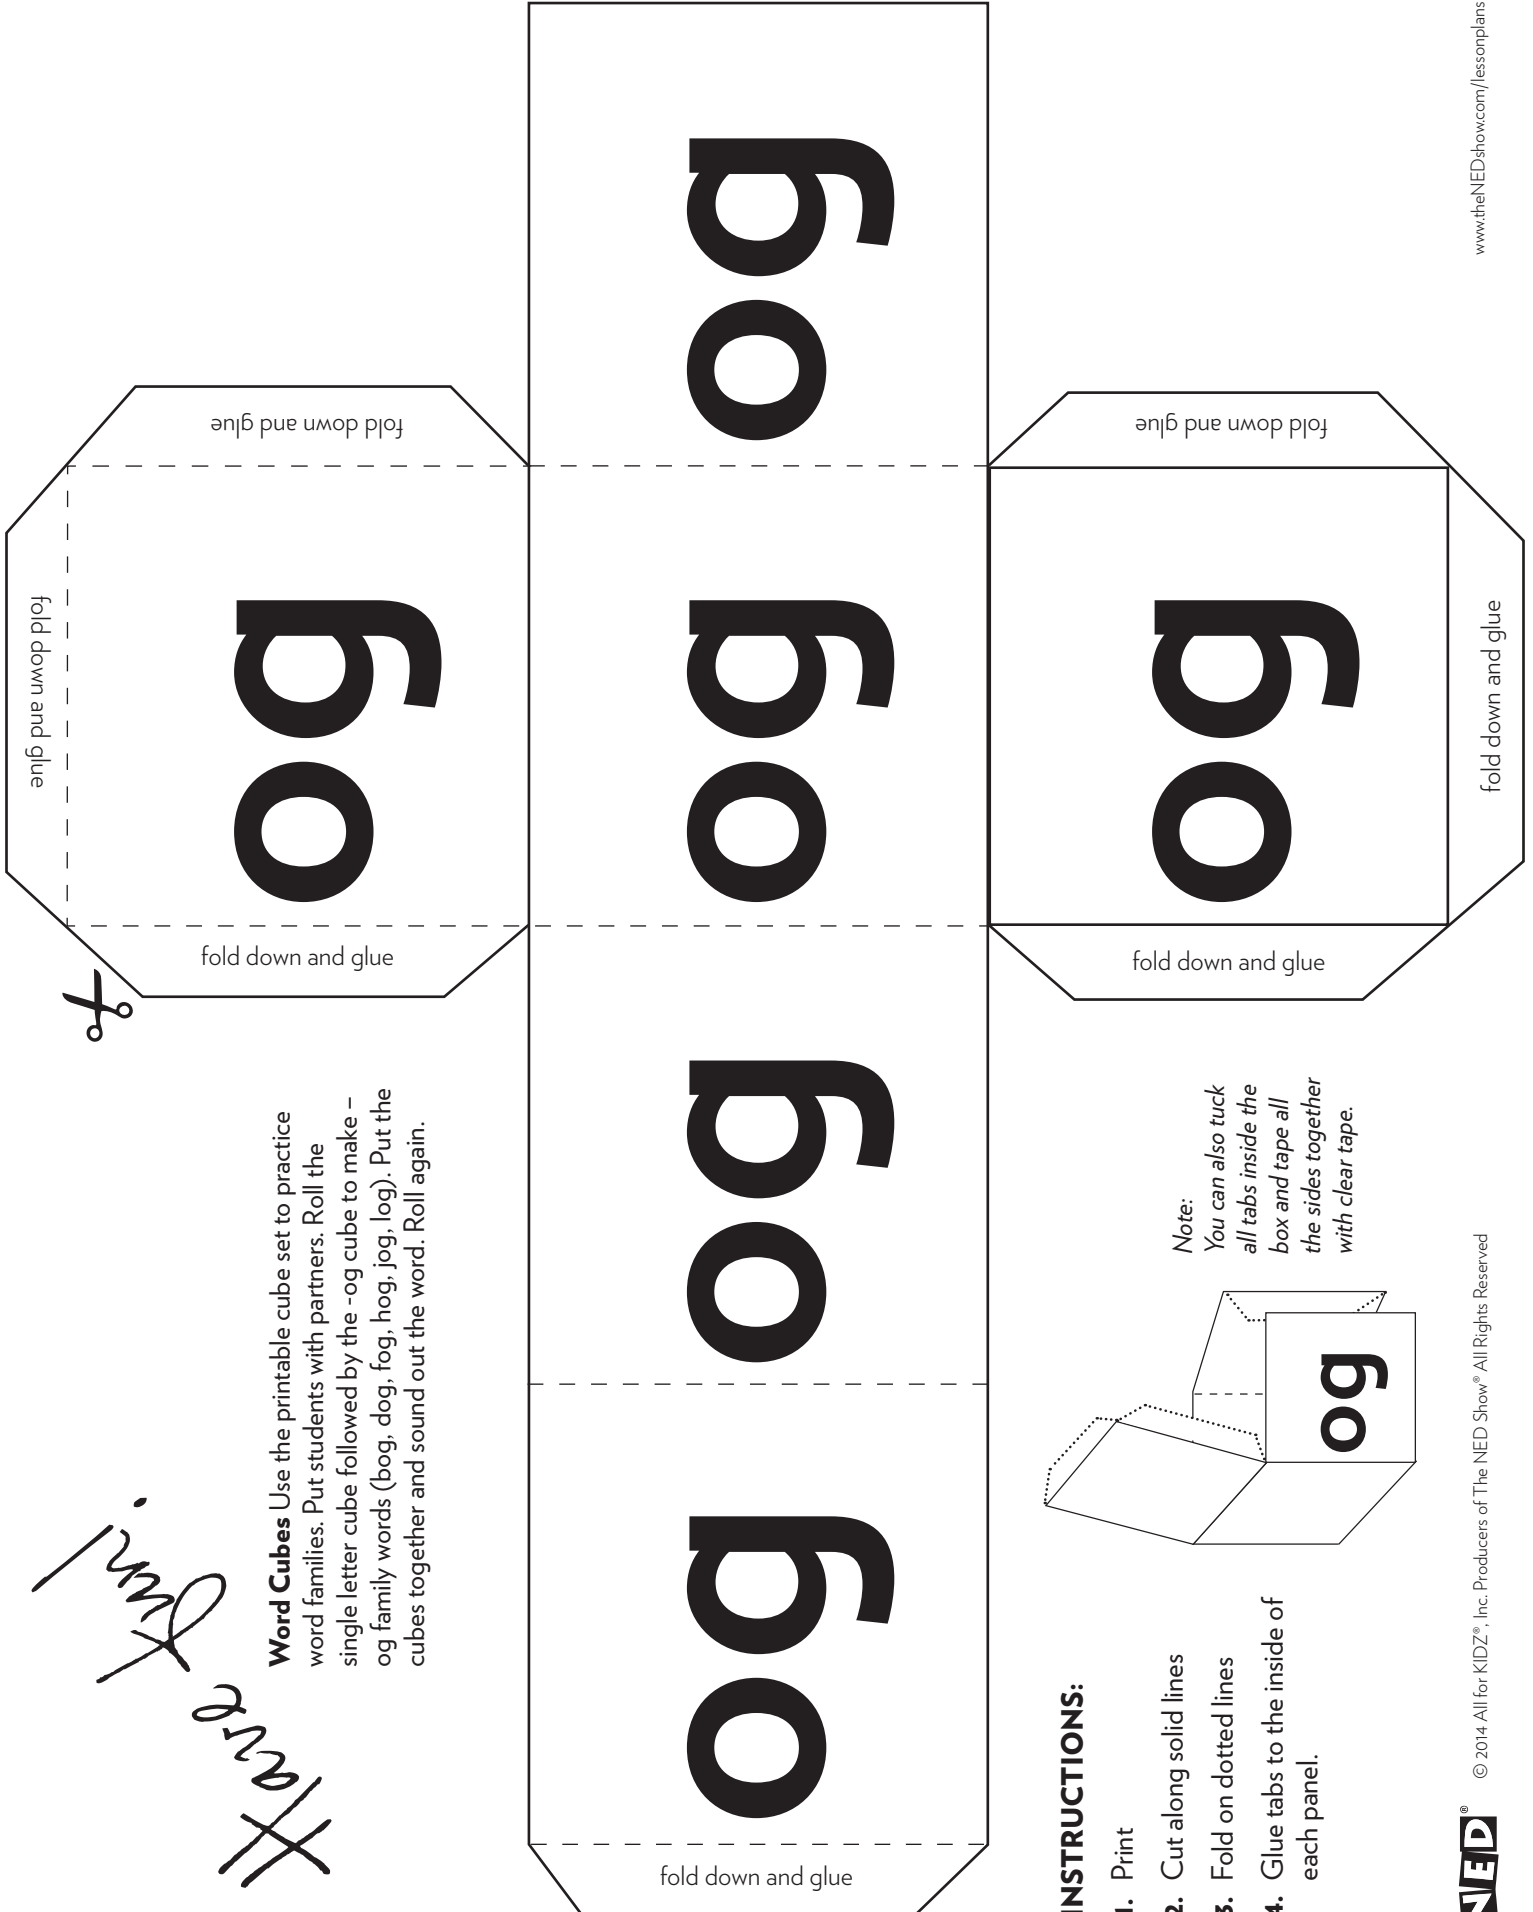 Have fun!
Word Cubes Use the printable cube set to practice
word families. Put students with partners. Roll the
single letter cube followed by the -og cube to make –
og family words (bog, dog, fog, hog, jog, log). Put the
cubes together and sound out the word. Roll again.
fold down and glue
fold down and glue
og
fold down and glue
fold down and glue
og
og
og
og
INSTRUCTIONS:
1. Print
2. Cut along solid lines
3. Fold on dotted lines
4. Glue tabs to the inside of
each panel.
og
Note:
You can also tuck
all tabs inside the
box and tape all
the sides together
with clear tape.
fold down and glue
og
fold down and glue
fold down and glue
NED®
© 2014 All for KIDZ®, Inc. Producers of The NED Show® All Rights Reserved
www.theNEDshow.com/lessonplans